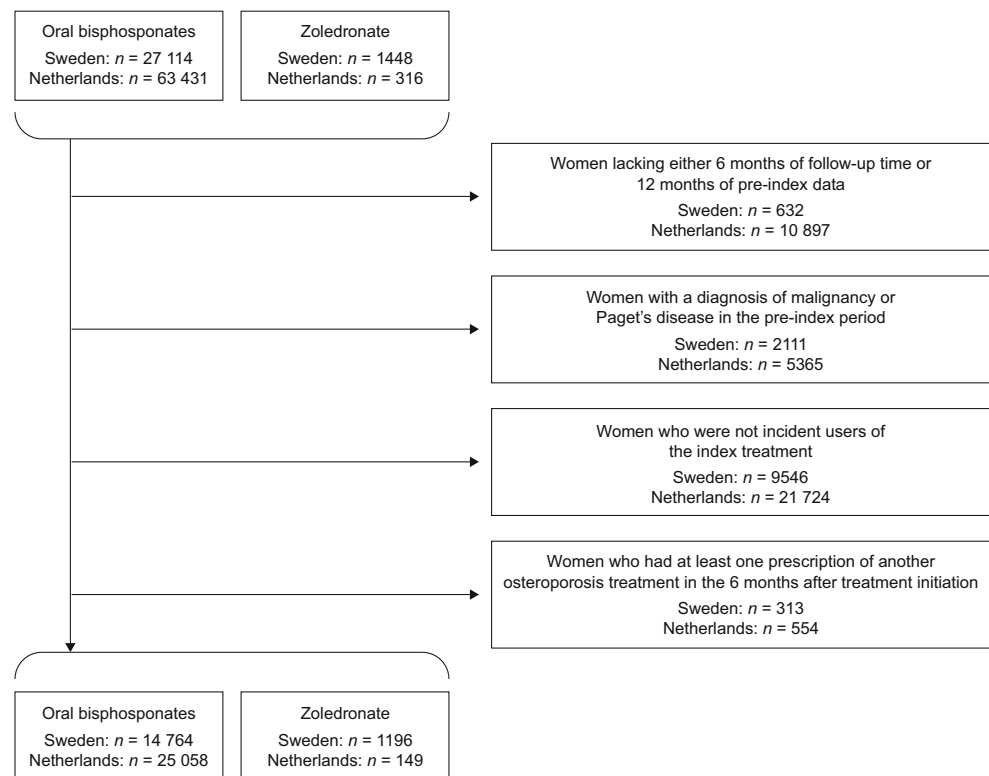 Oral bisphosponates
Sweden: n = 27 114
Netherlands: n = 63 431
Zoledronate
Sweden: n = 1448
Netherlands: n = 316
Women lacking either 6 months of follow-up time or
12 months of pre-index data
Sweden: n = 632
Netherlands: n = 10 897
Women with a diagnosis of malignancy or
Paget's disease in the pre-index period
Sweden: n = 2111
Netherlands: n = 5365
Women who were not incident users of
the index treatment
Sweden: n = 9546
Netherlands: n = 21 724
Women who had at least one prescription of another
osteroporosis treatment in the 6 months after treatment initiation
Sweden: n = 313
Netherlands: n = 554
Oral bisphosponates
Sweden: n = 14 764
Netherlands: n = 25 058
Zoledronate
Sweden: n = 1196
Netherlands: n = 149